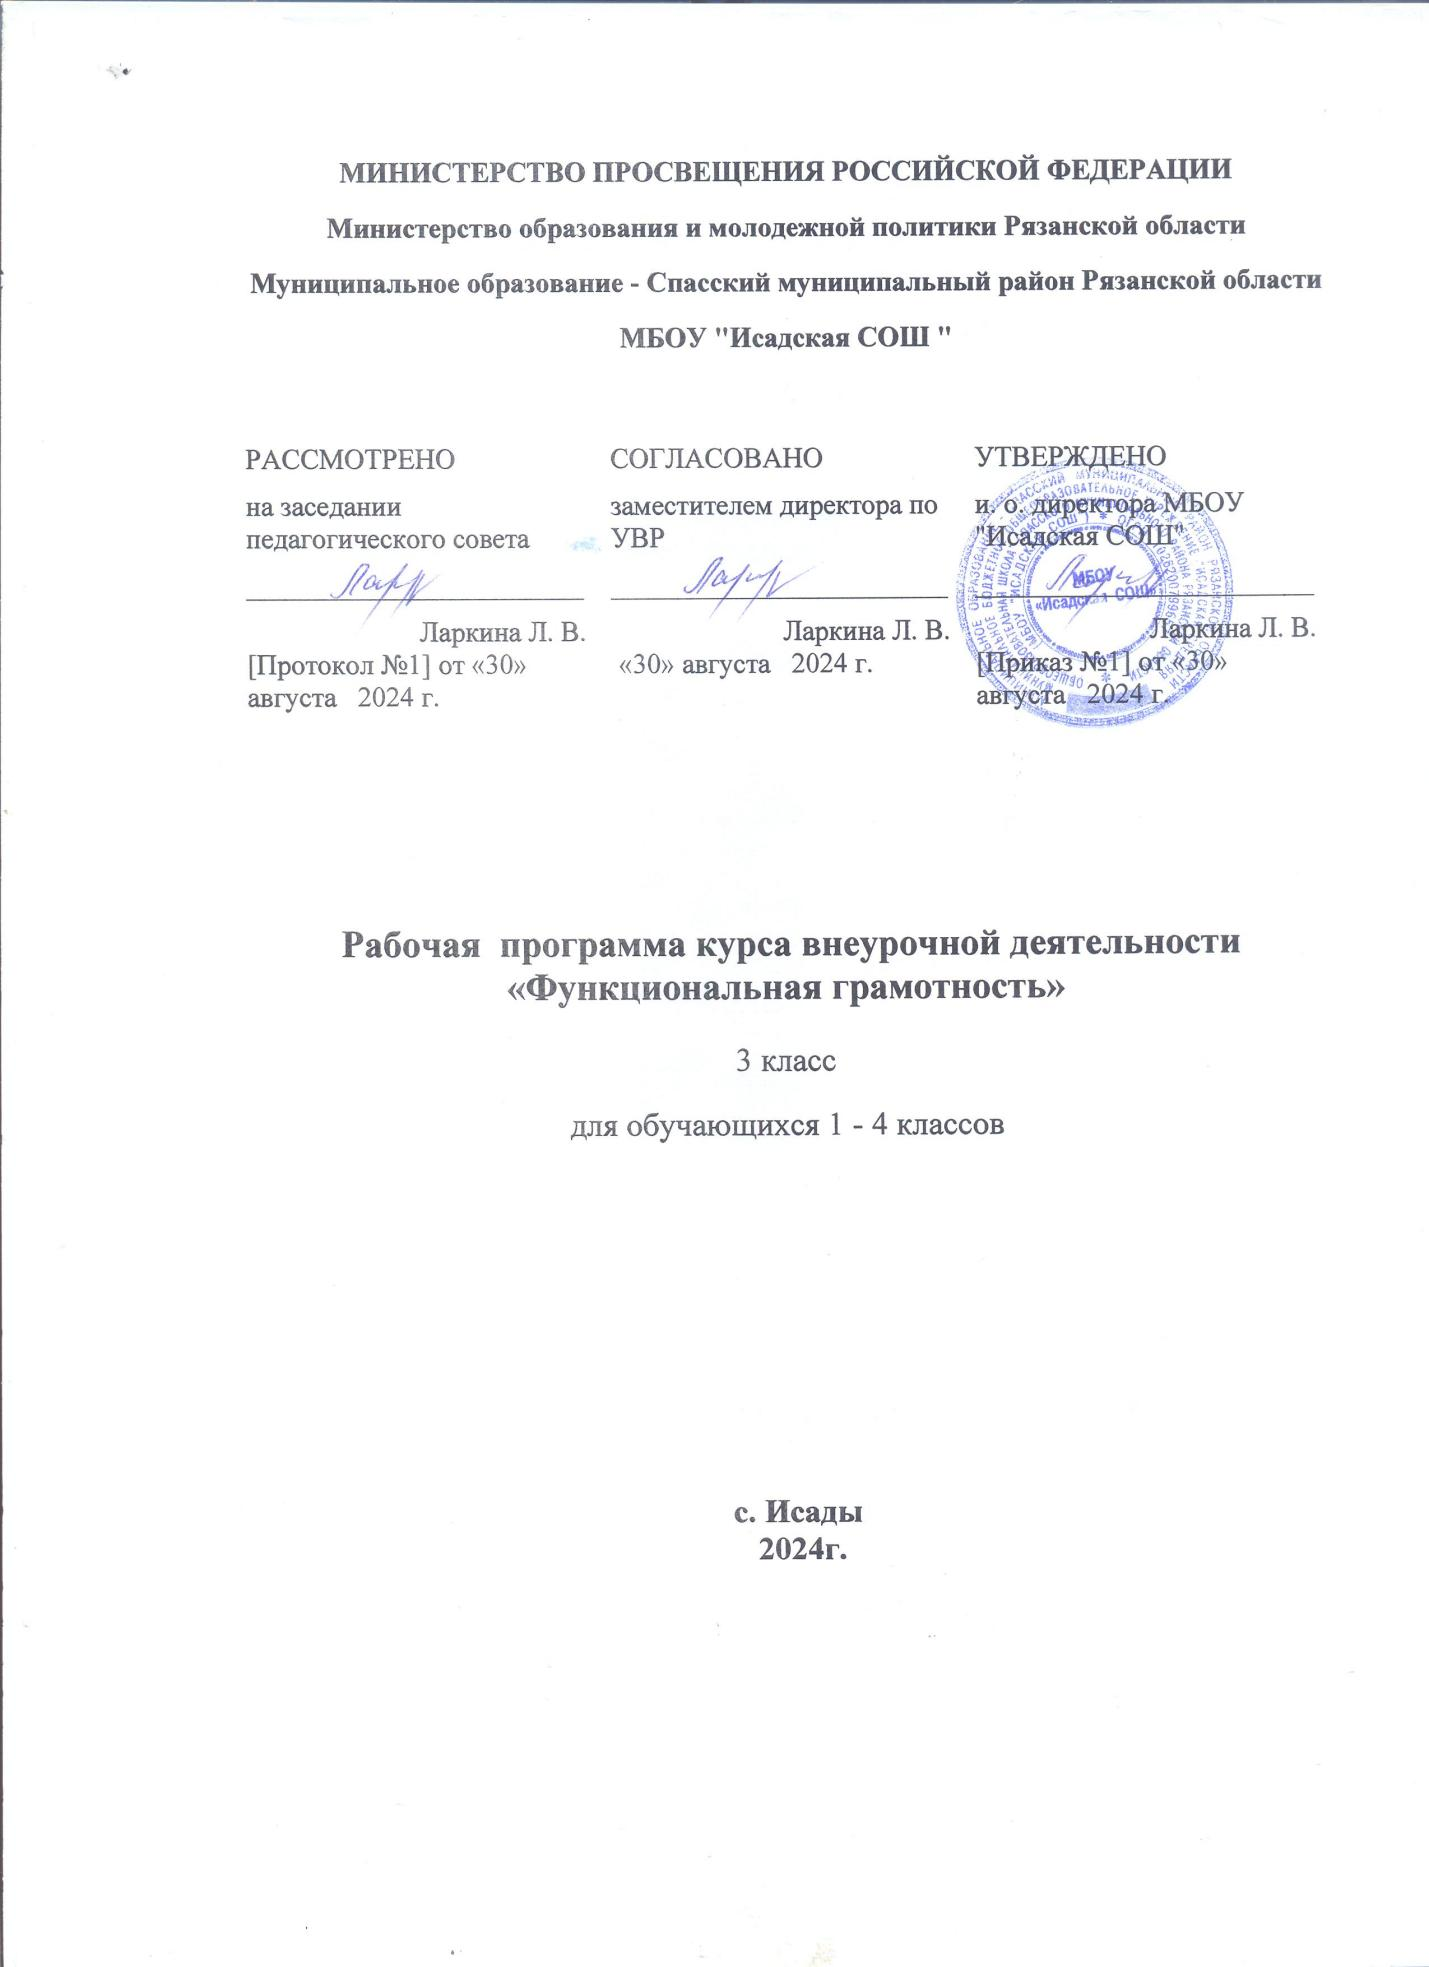 МИНИСТЕРСТВО ПРОСВЕЩЕНИЯ РОССИЙСКОЙ ФЕДЕРАЦИИ
Министерство образования и молодежной политики Рязанской области
Муниципальное образование - Спасский муниципальный район Рязанской области
МБОУ "Исадская СОШ "
РАССМОТРЕНО
на заседании
педагогического совета
Ларкина Л. В.
[Протокол №1] от «30»
августа 2024 г.
СОГЛАСОВАНО
заместителем директора по
УВР
Ларкина Л. В.
«30» августа 2024 г.
УТВЕРЖДЕНО
и. о. директора МБОУ
"Исадская СОШ"
Ларкина Л. В.
[Приказ №1] от «30»
августа 2024 г.
МБОУ
«Исадская СОШ»
Рабочая программа курса внеурочной деятельности
«Функциональная грамотность»
3 класс
для обучающихся 1 - 4 классов
с. Исады
2024г.